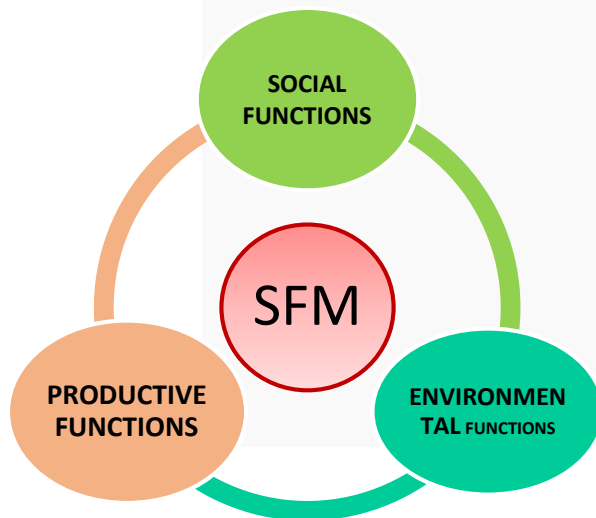 SOCIAL
FUNCTIONS
SFM
PRODUCTIVE
FUNCTIONS
ENVIRONMEN
TAL FUNCTIONS